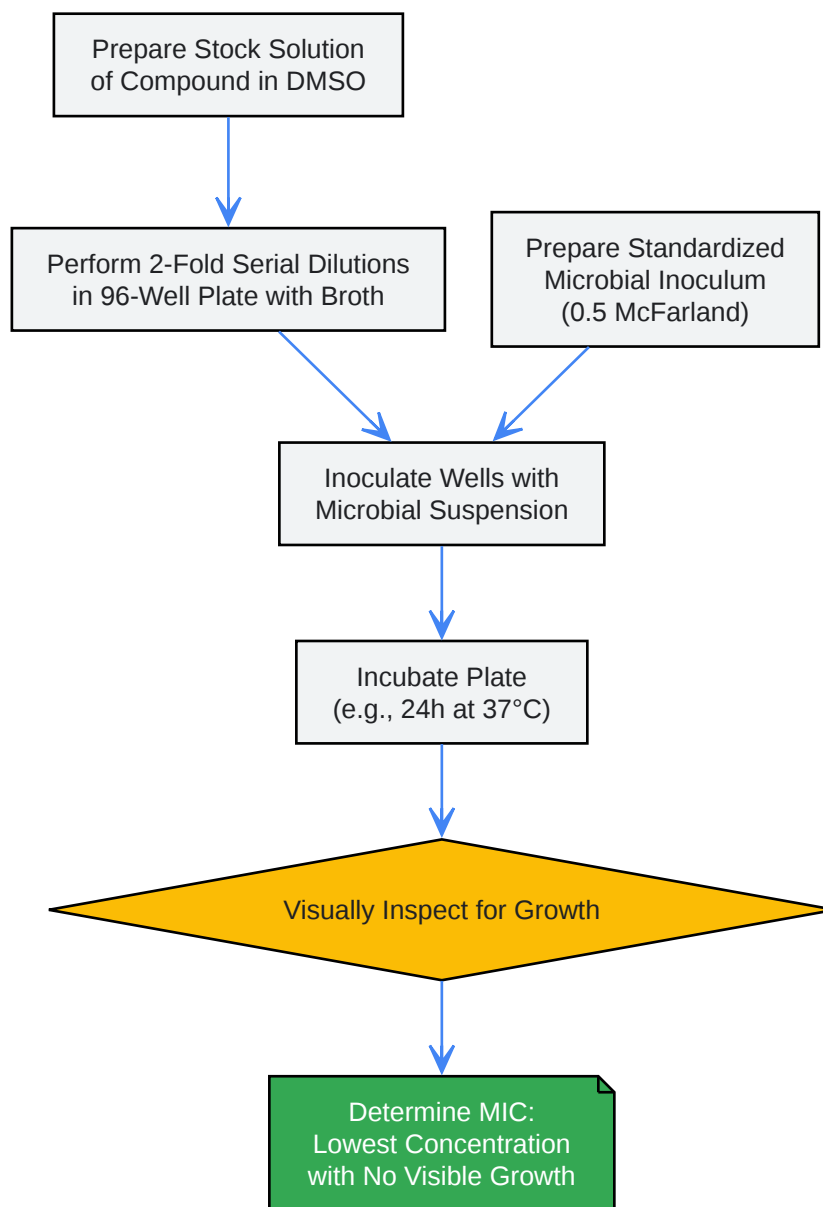 Prepare Stock Solution
of Compound in DMSO
Perform 2-Fold Serial Dilutions
in 96-Well Plate with Broth
Prepare Standardized
Microbial Inoculum
(0.5 McFarland)
Inoculate Wells with
Microbial Suspension
Incubate Plate
(e.g., 24h at 37°C)
Visually Inspect for Growth
Determine MIC:
Lowest Concentration
with No Visible Growth